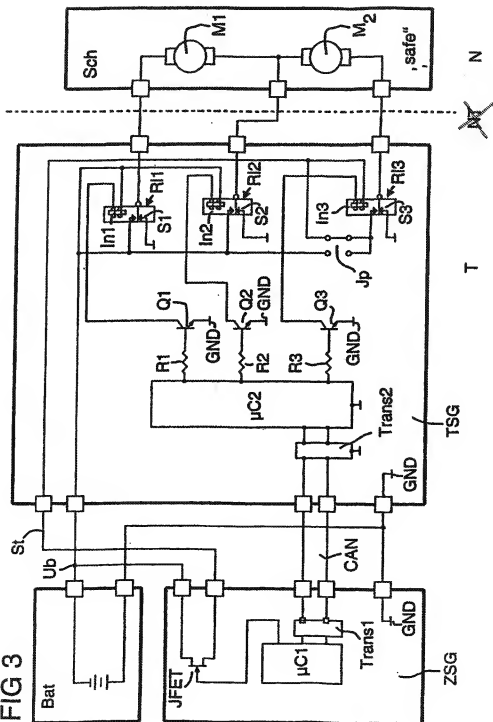 FIG 3
Bat
Ub
St
JFET
µC1
Trans1
CAN
GND
ZSG
TSG
GND
Trans2
µC2
R1
R2
R3
Q1
Q2
Q3
GND
GND
GND
In1
In2
In3
Rl1
Rl2
Rl3
S1
S2
S3
Jp
T
Sch
M1
M2
„safe“
N